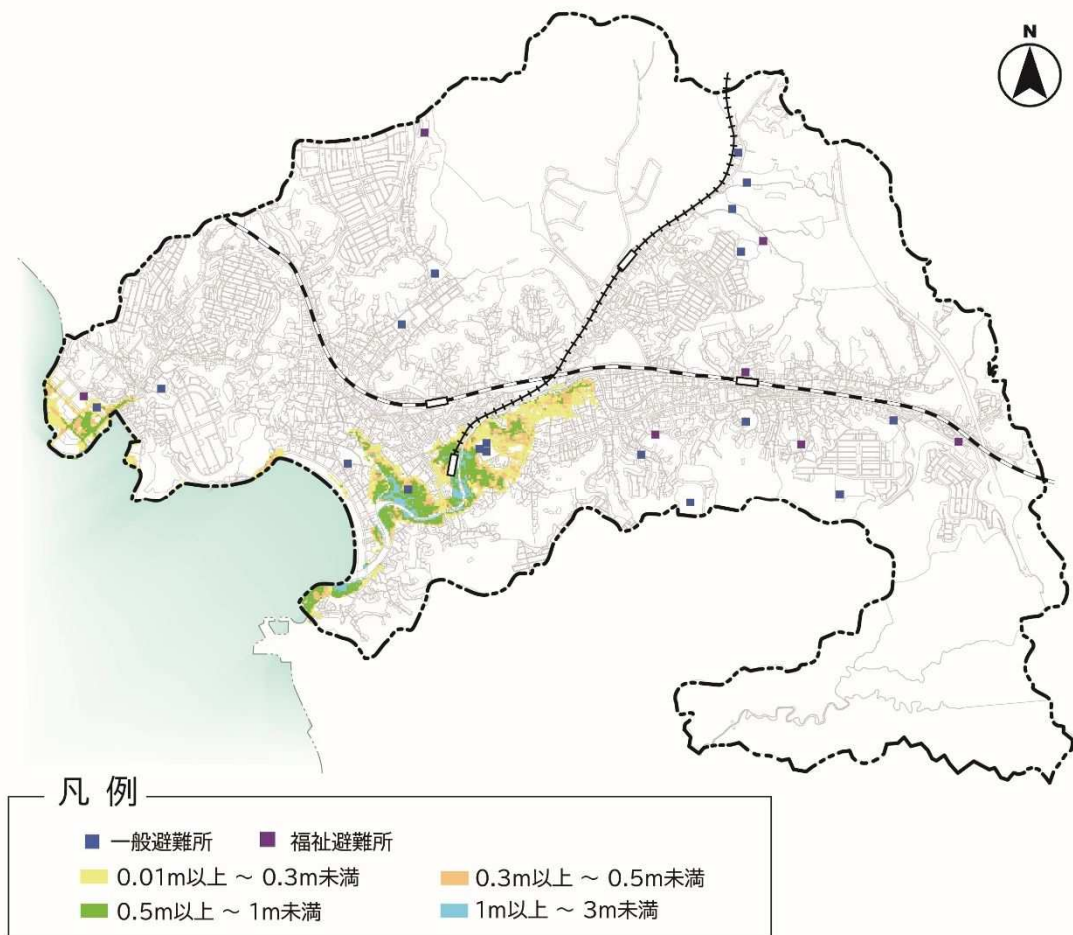 N
凡 例
一般避難所 福祉避難所
0.01m以上 ~ 0.3m未満 0.3m以上 ~ 0.5m未満
0.5m以上 ~ 1m未満 1m以上 ~ 3m未満